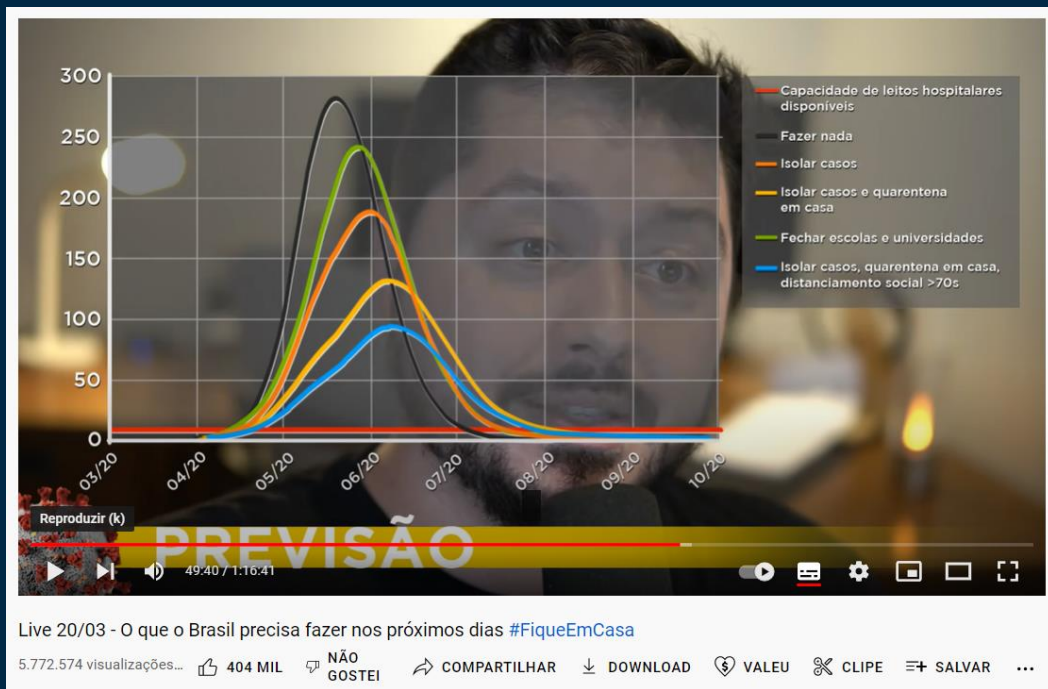 300
250
200
150
100
50
0
03/20
04/20
05/20
06/20
07/20
08/20
09/20
10/20
Capacidade de leitos hospitalares
disponíveis
Fazer nada
Isolar casos
Isolar casos e quarentena
em casa
Fechar escolas e universidades
Isolar casos, quarentena em casa,
distanciamento social >70s
Reproduzir (k)
PREVISÃO
49:40 / 1:16:41
Live 20/03 - O que o Brasil precisa fazer nos próximos dias #FiqueEmCasa
5.772.574 visualizações...
404 MIL
NÃO
GOSTEI
COMPARTILHAR
DOWNLOAD
VALEU
CLIPE
SALVAR
...